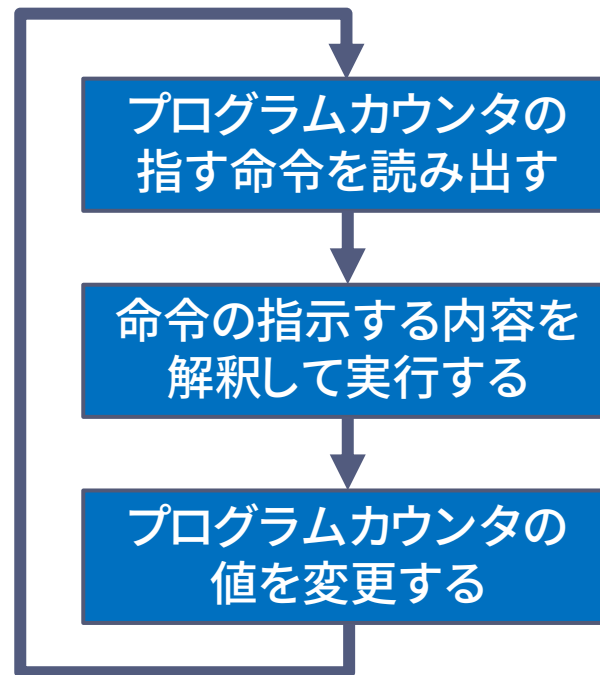 プログラムカウンタの
指す命令を読み出す
命令の指示する内容を
解釈して実行する
プログラムカウンタの
値を変更する